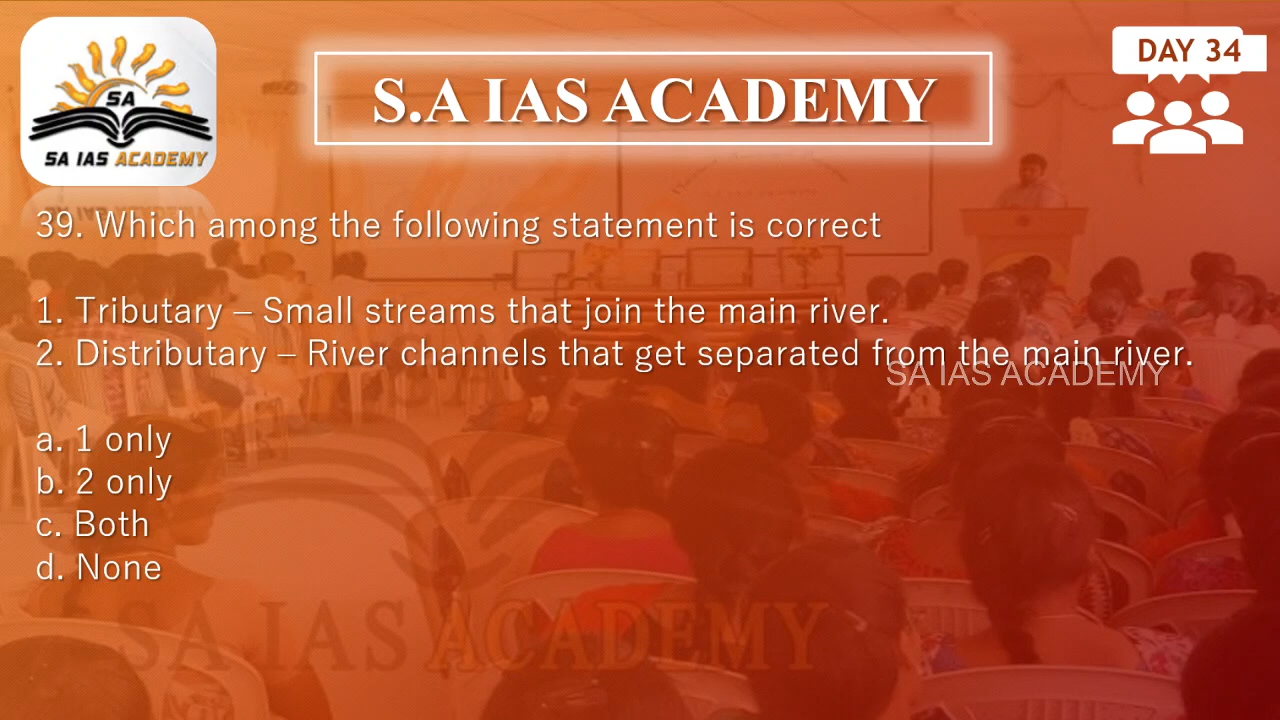 SA
SA IAS ACADEMY
S.A IAS ACADEMY
DAY 34
39. Which among the following statement is correct
1. Tributary – Small streams that join the main river.
2. Distributary – River channels that get separated from the main river.
SA IAS ACADEMY
a. 1 only
b. 2 only
c. Both
d. None
SA IAS ACADEMY